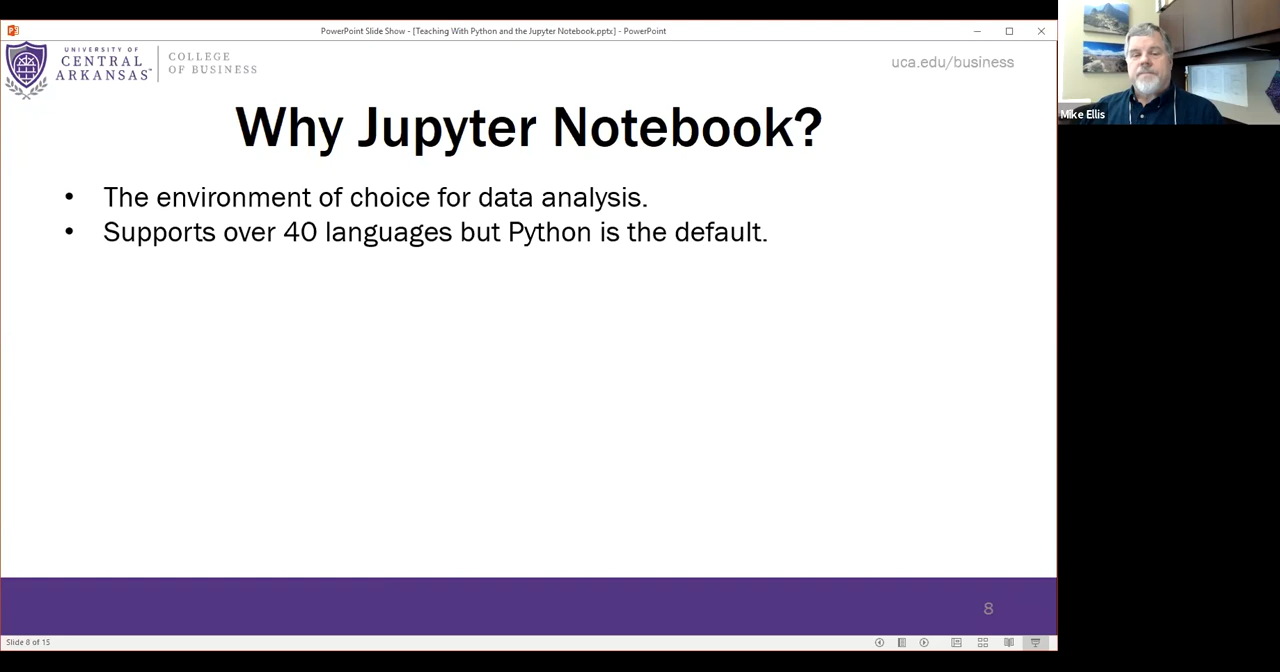 PowerPoint Slide Show - [Teaching With Python and the Jupyter Notebook.pptx] - PowerPoint
UNIVERSITY OF
CENTRAL
ARKANSAS™
COLLEGE
OF BUSINESS
uca.edu/business
Why Jupyter Notebook?
• The environment of choice for data analysis.
• Supports over 40 languages but Python is the default.
8
Slide 8 of 15
Mike Ellis